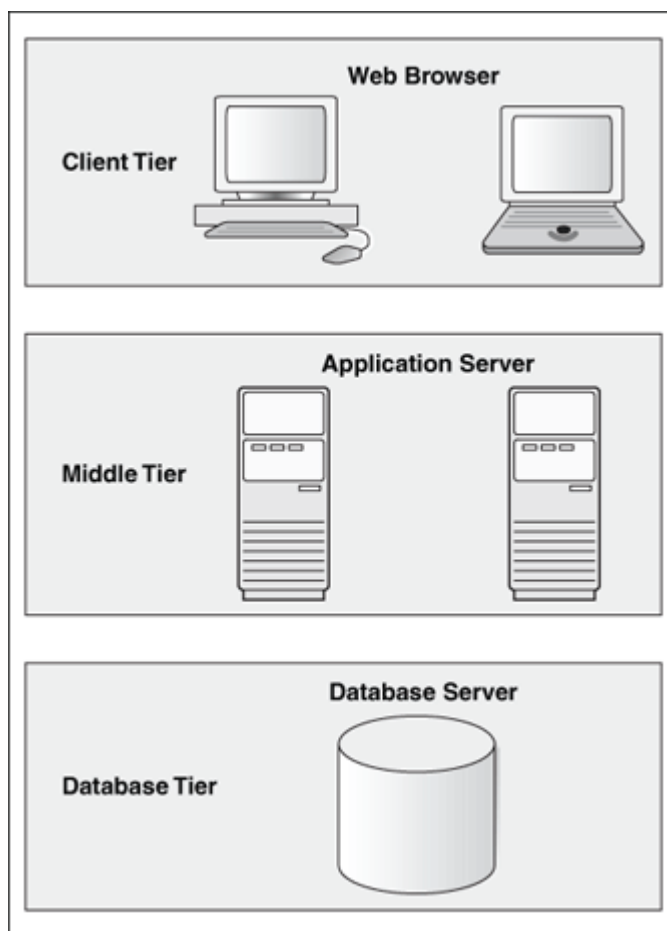 Web Browser
Client Tier
Application Server
Middle Tier
Database Server
Database Tier